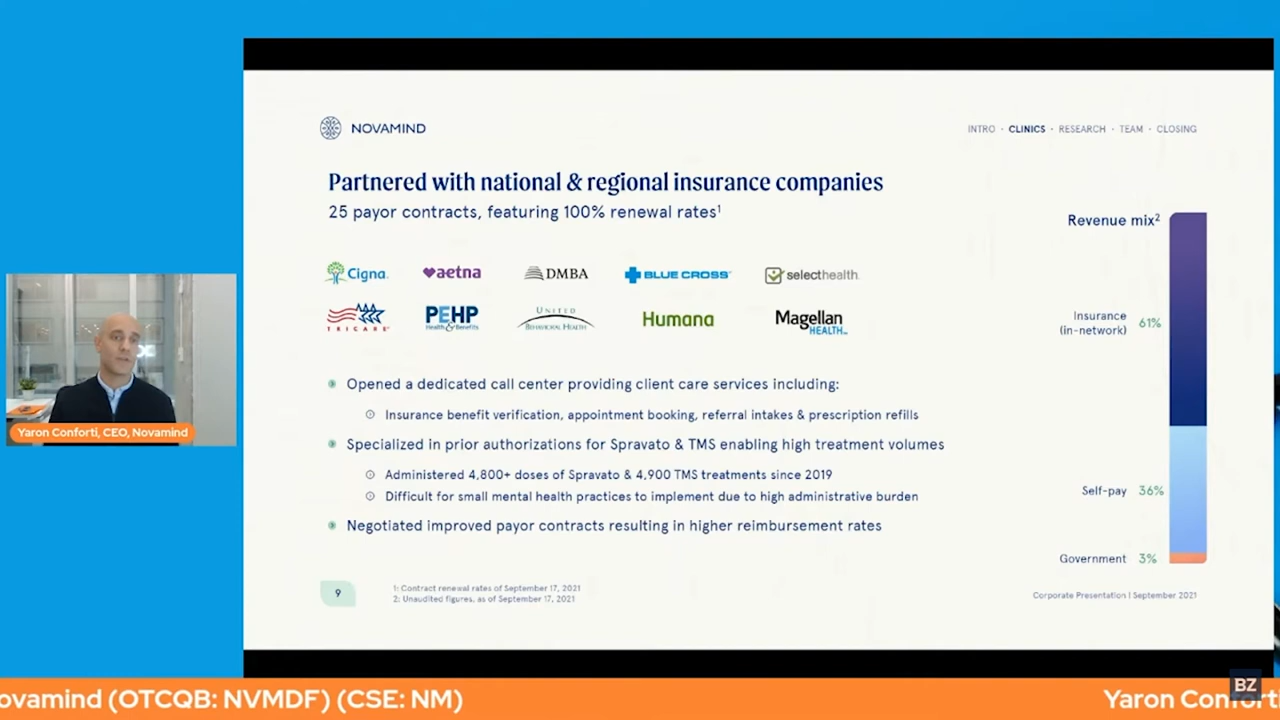 NOVAMIND
INTRO · CLINICS · RESEARCH · TEAM · CLOSING
Partnered with national & regional insurance companies
25 payor contracts, featuring 100% renewal rates¹
Cigna
aetna
DMBA
BLUE CROSS
selecthealth
TRICARE
PEHP
Health & Benefits
UNITED
BEHAVIORAL HEALTH
Humana
Magellan
HEALTH
Opened a dedicated call center providing client care services including:
Insurance benefit verification, appointment booking, referral intakes & prescription refills
Specialized in prior authorizations for Spravato & TMS enabling high treatment volumes
Administered 4,800+ doses of Spravato & 4,900 TMS treatments since 2019
Difficult for small mental health practices to implement due to high administrative burden
Negotiated improved payor contracts resulting in higher reimbursement rates
Revenue mix²
Insurance
(in-network) 61%
Self-pay 36%
Government 3%
9
1: Contract renewal rates of September 17, 2021
2: Unaudited figures, as of September 17, 2021
Corporate Presentation | September 2021
Yaron Conforti, CEO, Novamind
BZ
ovamind (OTCQB: NVMDF) (CSE: NM)
Yaron Conforti